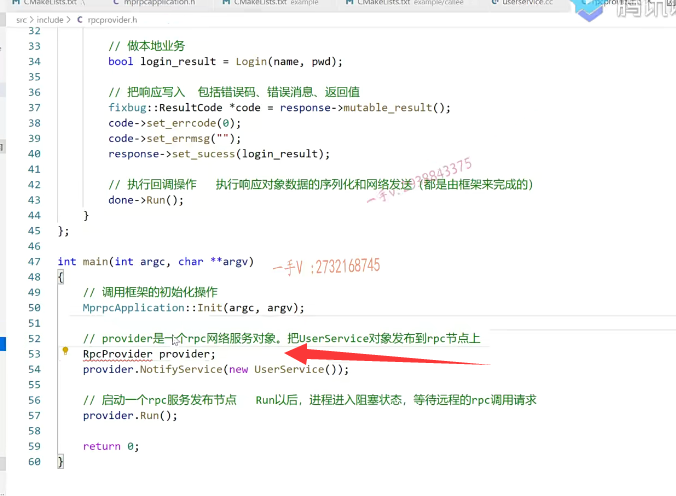 CMakeLists.txt mprpcapplication.h CMakeLists.txt example CMakeLists.txt example/callee userservice.cc
src > include > rpcprovider.h
32
33 // 做本地业务
34 bool login_result = Login(name, pwd);
35
36 // 把响应写入 包括错误码、错误消息、返回值
37 fixbug::ResultCode *code = response->mutable_result();
38 code->set_errcode(0);
39 code->set_errmsg("");
40 response->set_sucess(login_result);
41
42 // 执行回调操作 执行响应对象数据的序列化和网络发送（都是由框架来完成的）
43 done->Run();
44 }
45 };
46
47 int main(int argc, char **argv)
一手V :2732168745
48 {
49 // 调用框架的初始化操作
50 MprpcApplication::Init(argc, argv);
51
52 // provider是一个rpc网络服务对象。把UserService对象发布到rpc节点上
53 RpcProvider provider;
54 provider.NotifyService(new UserService());
55
56 // 启动一个rpc服务发布节点 Run以后，进程进入阻塞状态，等待远程的rpc调用请求
57 provider.Run();
58
59 return 0;
60 }